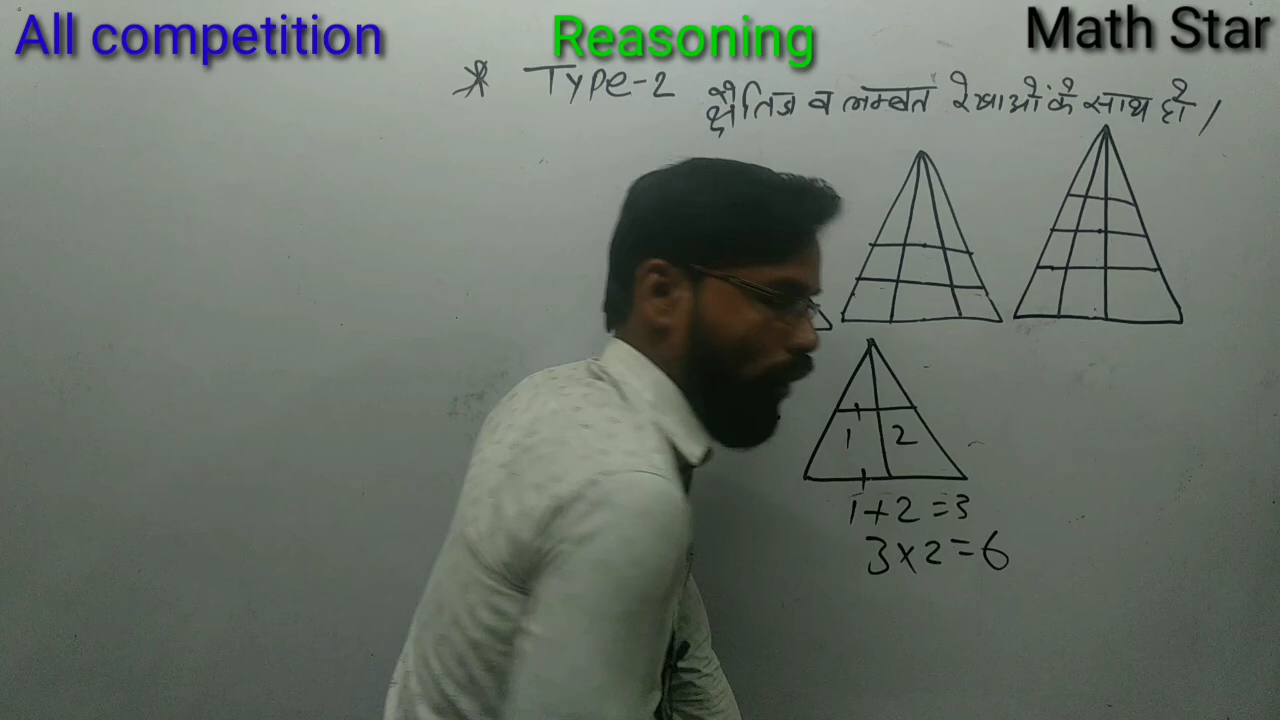 All competition Reasoning Math Star
* Type-2 क्षैतिज व लम्बवत रेखाओं के साथ हो।
1 2
1+2=3
3×2=6